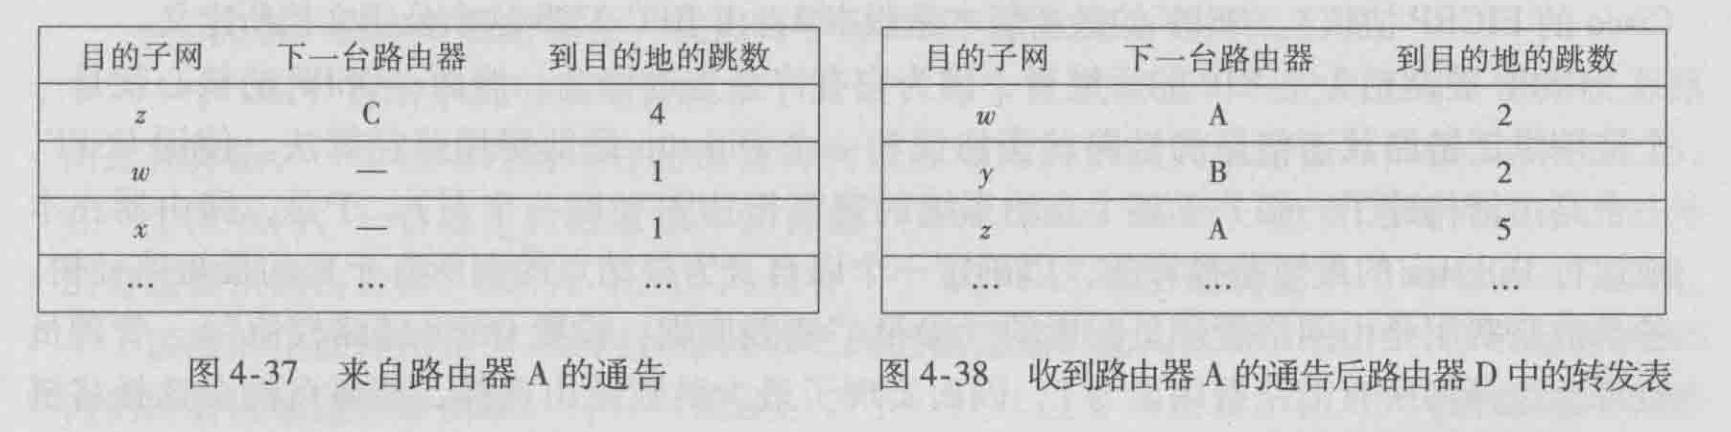 目的子网 下一台路由器 到目的地的跳数
z C 4
w — 1
x — 1
… … …
图 4-37 来自路由器 A 的通告
目的子网 下一台路由器 到目的地的跳数
w A 2
y B 2
z A 5
… … …
图 4-38 收到路由器 A 的通告后路由器 D 中的转发表